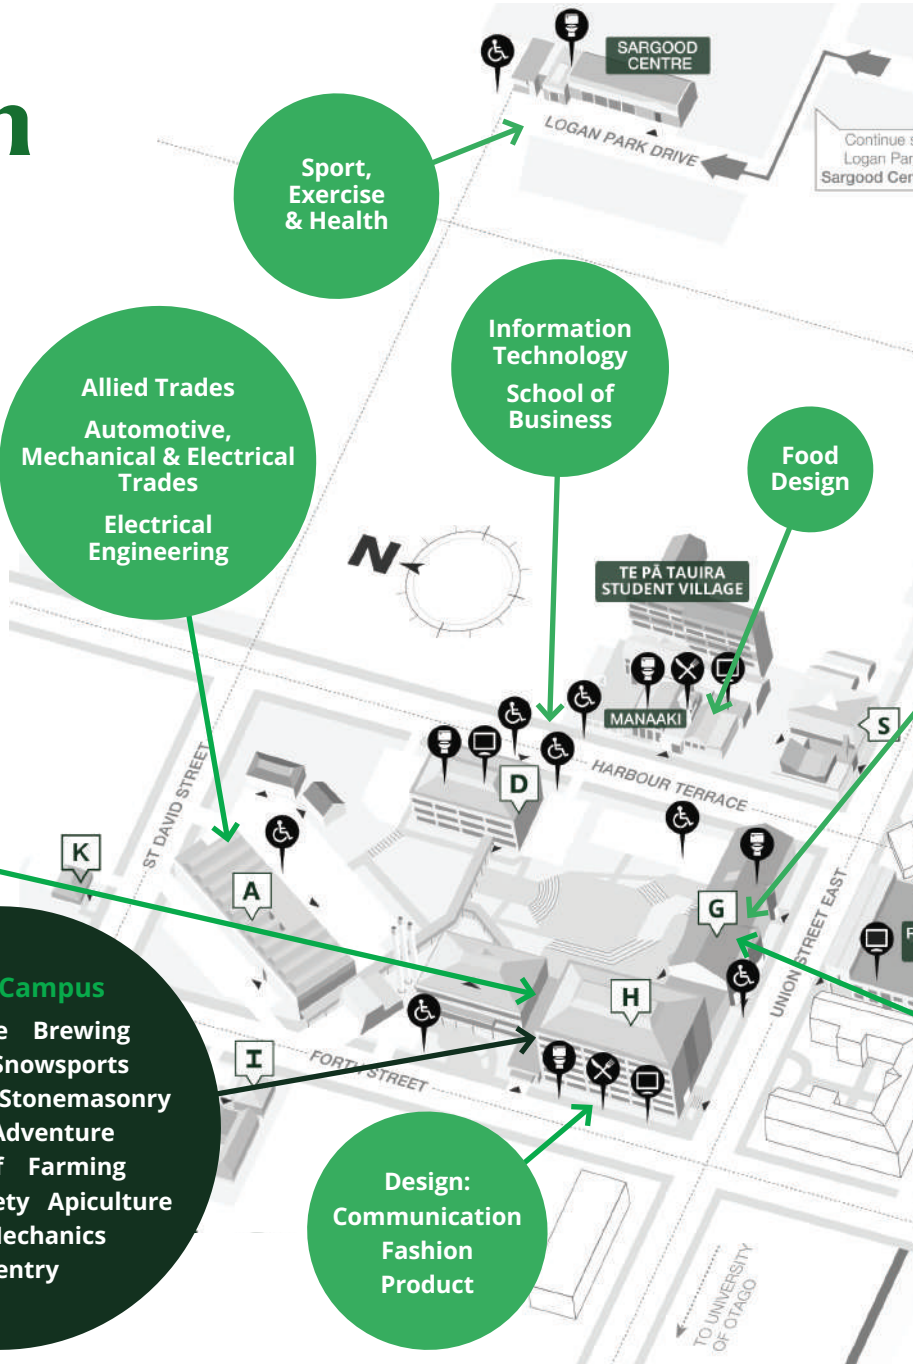 SARGOOD
CENTRE
LOGAN PARK DRIVE
Continue
Logan
Sargood
Sport,
Exercise
& Health
Information
Technology
School of
Business
Allied Trades
Automotive,
Mechanical & Electrical
Trades
Electrical
Engineering
Food
Design
N
TE PĀ TAUIRA
STUDENT VILLAGE
MANAAKI
S
HARBOUR TERRACE
D
ST DAVID STREET
K
A
G
UNION STREET EAST
H
I
FORTH STREET
Campus
Brewing
Snowsports
Stonemasonry
Adventure
Farming
Apiculture
Mechanics
Design:
Communication
Fashion
Product
TO UNIVERSITY
OF OTAGO